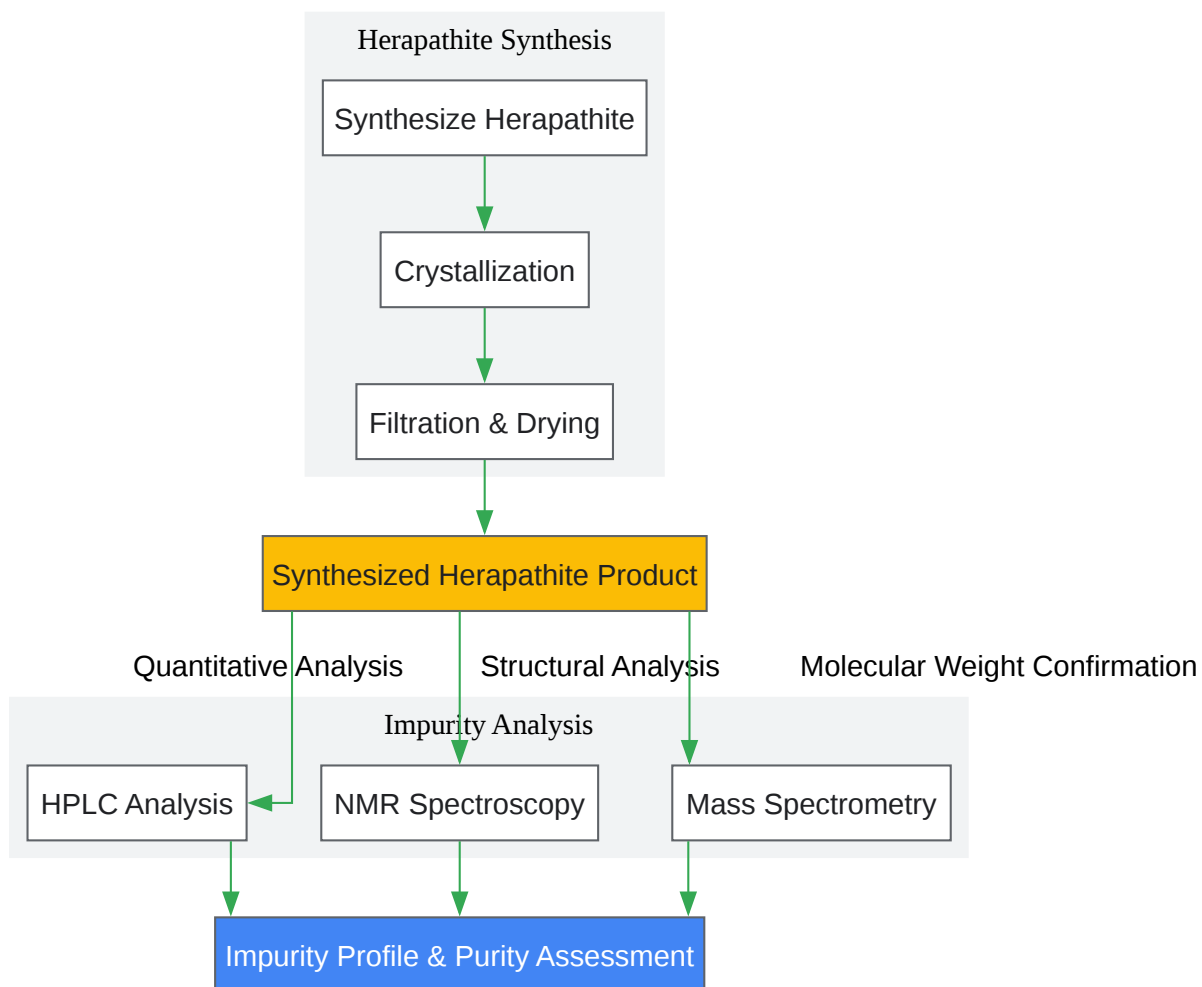 Herapathite Synthesis
Synthesize Herapathite
Crystallization
Filtration & Drying
Synthesized Herapathite Product
Quantitative Analysis
Structural Analysis
Molecular Weight Confirmation
Impurity Analysis
HPLC Analysis
NMR Spectroscopy
Mass Spectrometry
Impurity Profile & Purity Assessment